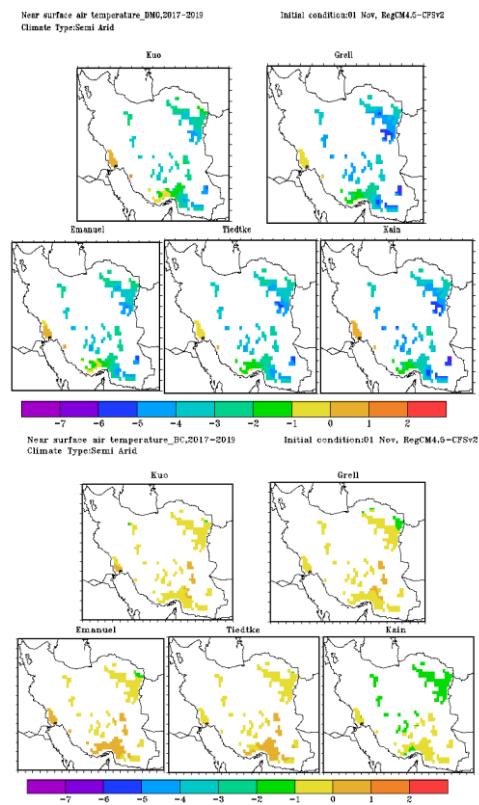 Near surface air temperature_DMO,2017-2019 Initial condition:01 Nov, RegCM4.5-CFSv2
Climate Type:Semi Arid
Kuo Grell
Emanuel Tiedtke Kain
-7 -6 -5 -4 -3 -2 -1 0 1 2
Near surface air temperature_BC,2017-2019 Initial condition:01 Nov, RegCM4.5-CFSv2
Climate Type:Semi Arid
Kuo Grell
Emanuel Tiedtke Kain
-7 -6 -5 -4 -3 -2 -1 0 1 2